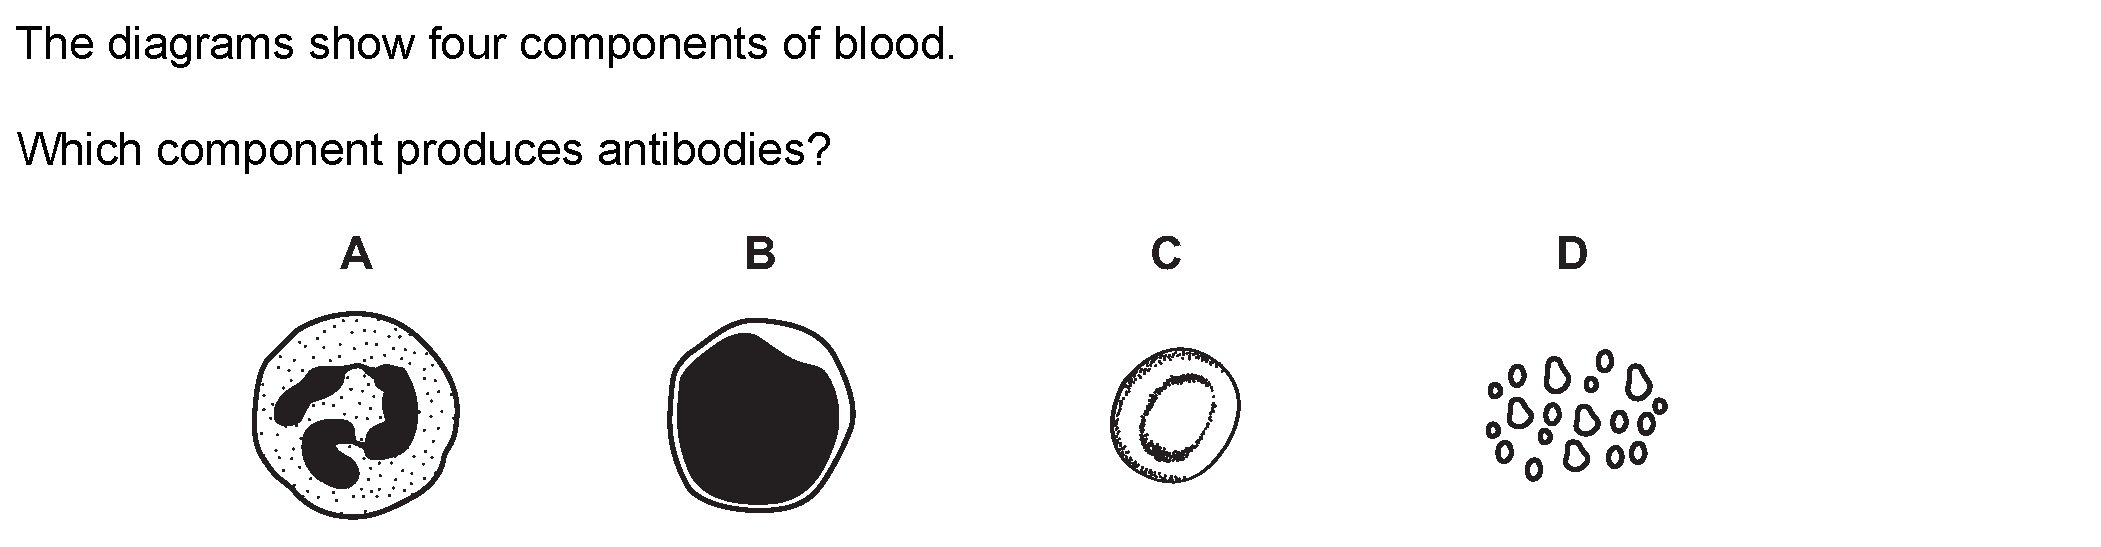 The diagrams show four components of blood.
Which component produces antibodies?
A B C D